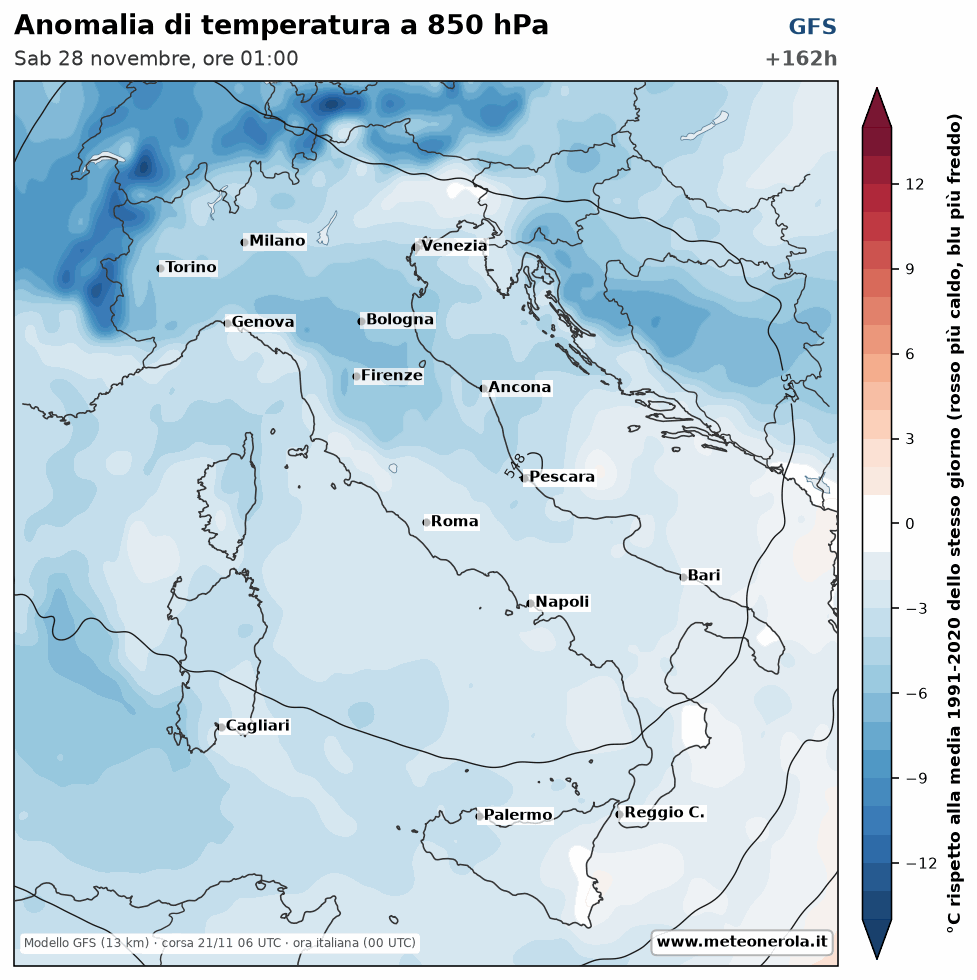 Anomalia di temperatura a 850 hPa
GFS
Sab 28 novembre, ore 01:00
+162h
Milano
Venezia
Torino
Genova
Bologna
Firenze
Ancona
548
Pescara
Roma
Bari
Napoli
Cagliari
Palermo
Reggio C.
12
9
6
3
0
−3
−6
−9
−12
°C rispetto alla media 1991-2020 dello stesso giorno (rosso più caldo, blu più freddo)
Modello GFS (13 km) · corsa 21/11 06 UTC · ora italiana (00 UTC)
www.meteonerola.it